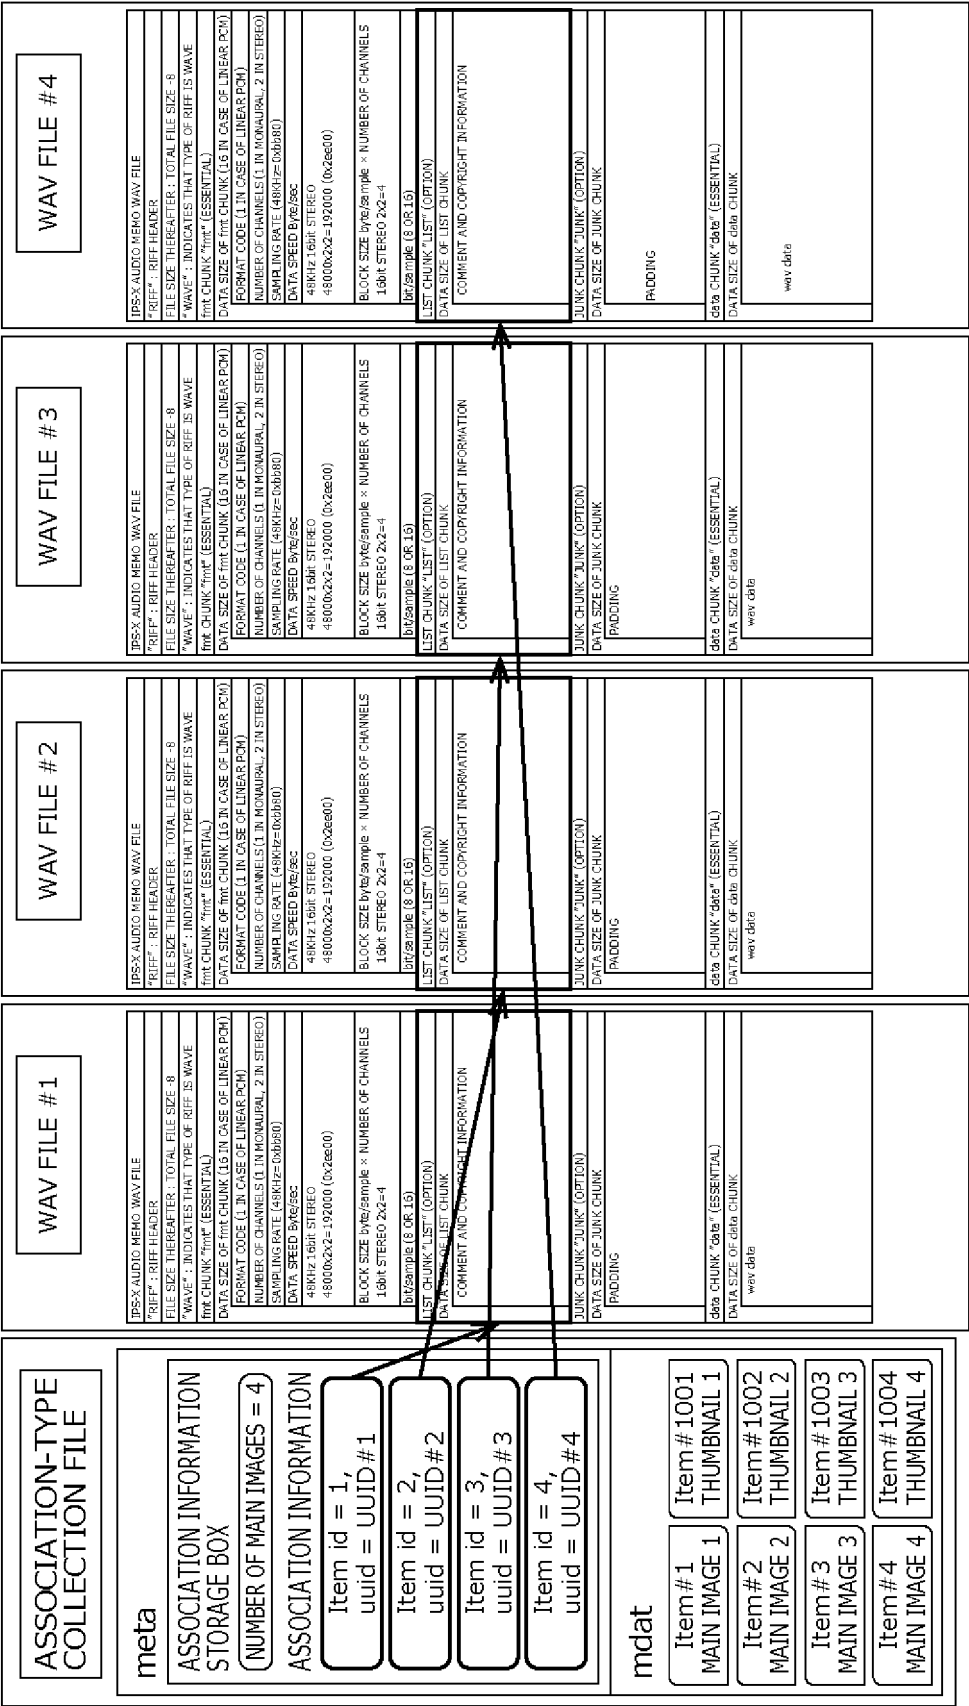 ASSOCIATION-TYPE
COLLECTION FILE
meta
ASSOCIATION INFORMATION
STORAGE BOX
NUMBER OF MAIN IMAGES = 4
ASSOCIATION INFORMATION
Item id = 1,
uuid = UUID#1
Item id = 2,
uuid = UUID#2
Item id = 3,
uuid = UUID#3
Item id = 4,
uuid = UUID#4
mdat
Item#1
MAIN IMAGE 1
Item#1001
THUMBNAIL 1
Item#2
MAIN IMAGE 2
Item#1002
THUMBNAIL 2
Item#3
MAIN IMAGE 3
Item#1003
THUMBNAIL 3
Item#4
MAIN IMAGE 4
Item#1004
THUMBNAIL 4
WAV FILE #1
IPS-X AUDIO MEMO WAV FILE
"RIFF" : RIFF HEADER
FILE SIZE THEREAFTER : TOTAL FILE SIZE -8
"WAVE" : INDICATES THAT TYPE OF RIFF IS WAVE
fmt CHUNK "fmt" (ESSENTIAL)
DATA SIZE OF fmt CHUNK (16 IN CASE OF LINEAR PCM)
FORMAT CODE (1 IN CASE OF LINEAR PCM)
NUMBER OF CHANNELS (1 IN MONAURAL, 2 IN STEREO)
SAMPLING RATE (48KHz=0xbb80)
DATA SPEED Byte/sec
48KHz 16bit STEREO
48000x2x2=192000 (0x2ee00)
BLOCK SIZE byte/sample × NUMBER OF CHANNELS
16bit STEREO 2x2=4
bit/sample (8 OR 16)
LIST CHUNK "LIST" (OPTION)
DATA SIZE OF LIST CHUNK
COMMENT AND COPYRIGHT INFORMATION
JUNK CHUNK "JUNK" (OPTION)
DATA SIZE OF JUNK CHUNK
PADDING
data CHUNK "data" (ESSENTIAL)
DATA SIZE OF data CHUNK
wav data
WAV FILE #2
IPS-X AUDIO MEMO WAV FILE
"RIFF" : RIFF HEADER
FILE SIZE THEREAFTER : TOTAL FILE SIZE -8
"WAVE" : INDICATES THAT TYPE OF RIFF IS WAVE
fmt CHUNK "fmt" (ESSENTIAL)
DATA SIZE OF fmt CHUNK (16 IN CASE OF LINEAR PCM)
FORMAT CODE (1 IN CASE OF LINEAR PCM)
NUMBER OF CHANNELS (1 IN MONAURAL, 2 IN STEREO)
SAMPLING RATE (48KHz=0xbb80)
DATA SPEED Byte/sec
48KHz 16bit STEREO
48000x2x2=192000 (0x2ee00)
BLOCK SIZE byte/sample × NUMBER OF CHANNELS
16bit STEREO 2x2=4
bit/sample (8 OR 16)
LIST CHUNK "LIST" (OPTION)
DATA SIZE OF LIST CHUNK
COMMENT AND COPYRIGHT INFORMATION
JUNK CHUNK "JUNK" (OPTION)
DATA SIZE OF JUNK CHUNK
PADDING
data CHUNK "data" (ESSENTIAL)
DATA SIZE OF data CHUNK
wav data
WAV FILE #3
IPS-X AUDIO MEMO WAV FILE
"RIFF" : RIFF HEADER
FILE SIZE THEREAFTER : TOTAL FILE SIZE -8
"WAVE" : INDICATES THAT TYPE OF RIFF IS WAVE
fmt CHUNK "fmt" (ESSENTIAL)
DATA SIZE OF fmt CHUNK (16 IN CASE OF LINEAR PCM)
FORMAT CODE (1 IN CASE OF LINEAR PCM)
NUMBER OF CHANNELS (1 IN MONAURAL, 2 IN STEREO)
SAMPLING RATE (48KHz=0xbb80)
DATA SPEED Byte/sec
48KHz 16bit STEREO
48000x2x2=192000 (0x2ee00)
BLOCK SIZE byte/sample × NUMBER OF CHANNELS
16bit STEREO 2x2=4
bit/sample (8 OR 16)
LIST CHUNK "LIST" (OPTION)
DATA SIZE OF LIST CHUNK
COMMENT AND COPYRIGHT INFORMATION
JUNK CHUNK "JUNK" (OPTION)
DATA SIZE OF JUNK CHUNK
PADDING
data CHUNK "data" (ESSENTIAL)
DATA SIZE OF data CHUNK
wav data
WAV FILE #4
IPS-X AUDIO MEMO WAV FILE
"RIFF" : RIFF HEADER
FILE SIZE THEREAFTER : TOTAL FILE SIZE -8
"WAVE" : INDICATES THAT TYPE OF RIFF IS WAVE
fmt CHUNK "fmt" (ESSENTIAL)
DATA SIZE OF fmt CHUNK (16 IN CASE OF LINEAR PCM)
FORMAT CODE (1 IN CASE OF LINEAR PCM)
NUMBER OF CHANNELS (1 IN MONAURAL, 2 IN STEREO)
SAMPLING RATE (48KHz=0xbb80)
DATA SPEED Byte/sec
48KHz 16bit STEREO
48000x2x2=192000 (0x2ee00)
BLOCK SIZE byte/sample × NUMBER OF CHANNELS
16bit STEREO 2x2=4
bit/sample (8 OR 16)
LIST CHUNK "LIST" (OPTION)
DATA SIZE OF LIST CHUNK
COMMENT AND COPYRIGHT INFORMATION
JUNK CHUNK "JUNK" (OPTION)
DATA SIZE OF JUNK CHUNK
PADDING
data CHUNK "data" (ESSENTIAL)
DATA SIZE OF data CHUNK
wav data